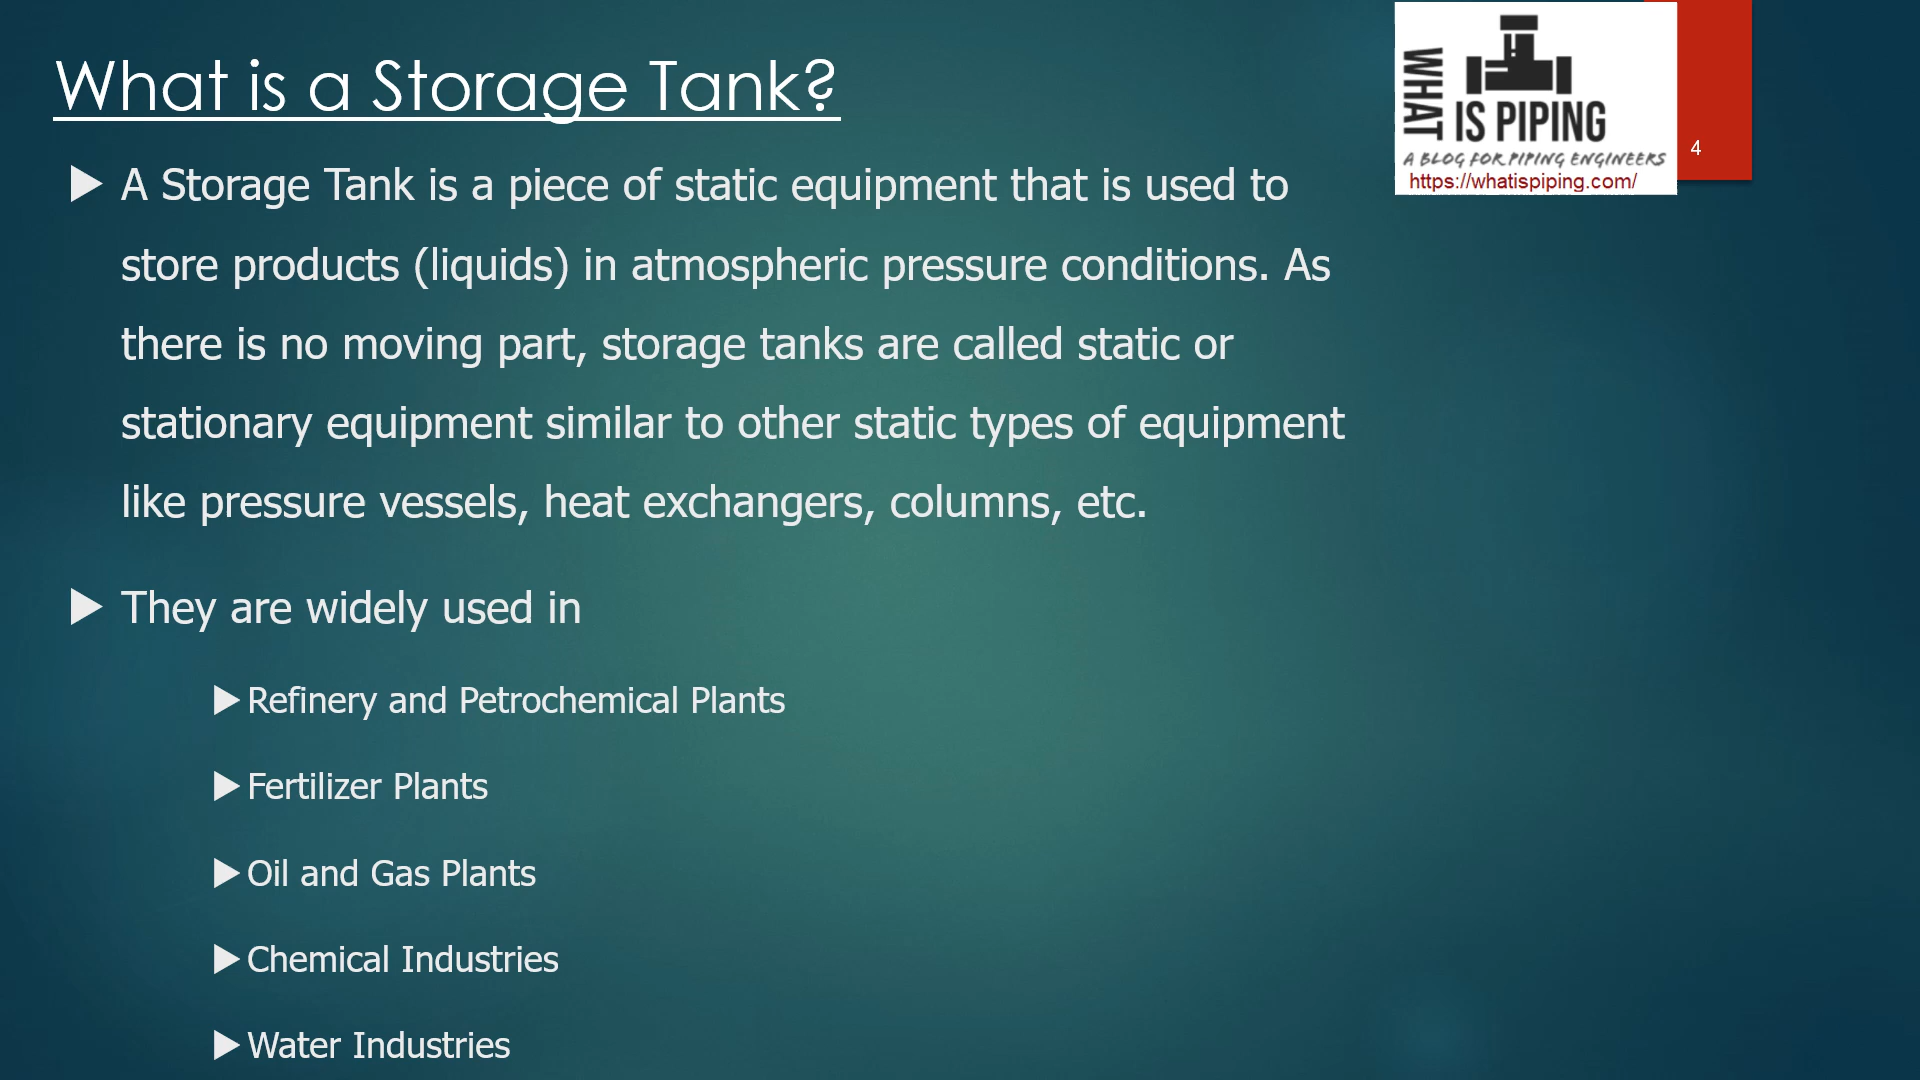 What is a Storage Tank?
WHAT
IS PIPING
A BLOG FOR PIPING ENGINEERS
https://whatispiping.com/
4
A Storage Tank is a piece of static equipment that is used to
store products (liquids) in atmospheric pressure conditions. As
there is no moving part, storage tanks are called static or
stationary equipment similar to other static types of equipment
like pressure vessels, heat exchangers, columns, etc.
They are widely used in
Refinery and Petrochemical Plants
Fertilizer Plants
Oil and Gas Plants
Chemical Industries
Water Industries